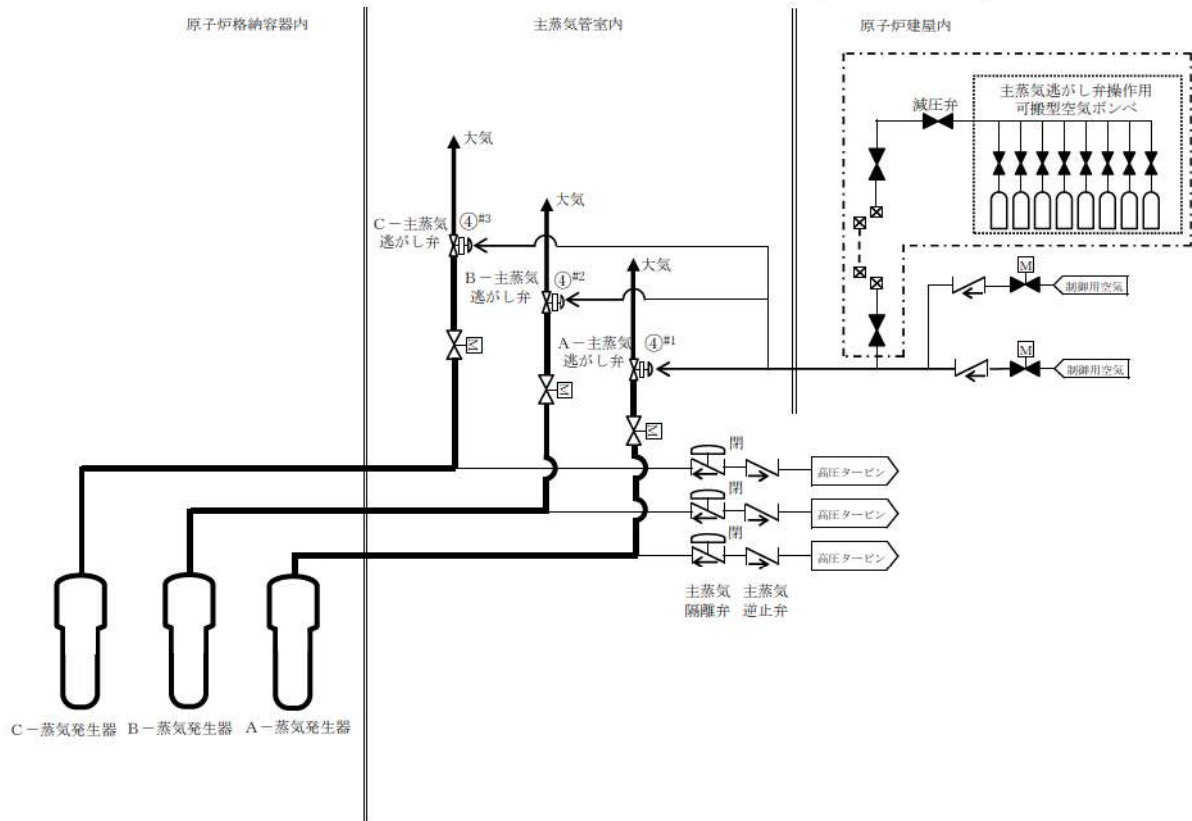 原子炉格納容器内
主蒸気管室内
原子炉建屋内
主蒸気逃がし弁操作用
可搬型空気ボンベ
減圧弁
大気
大気
大気
C-主蒸気
逃がし弁
④#3
B-主蒸気
逃がし弁
④#2
A-主蒸気
逃がし弁
④#1
M
M
M
M
制御用空気
M
制御用空気
閉
高圧タービン
閉
高圧タービン
閉
高圧タービン
主蒸気
隔離弁
主蒸気
逆止弁
C-蒸気発生器
B-蒸気発生器
A-蒸気発生器